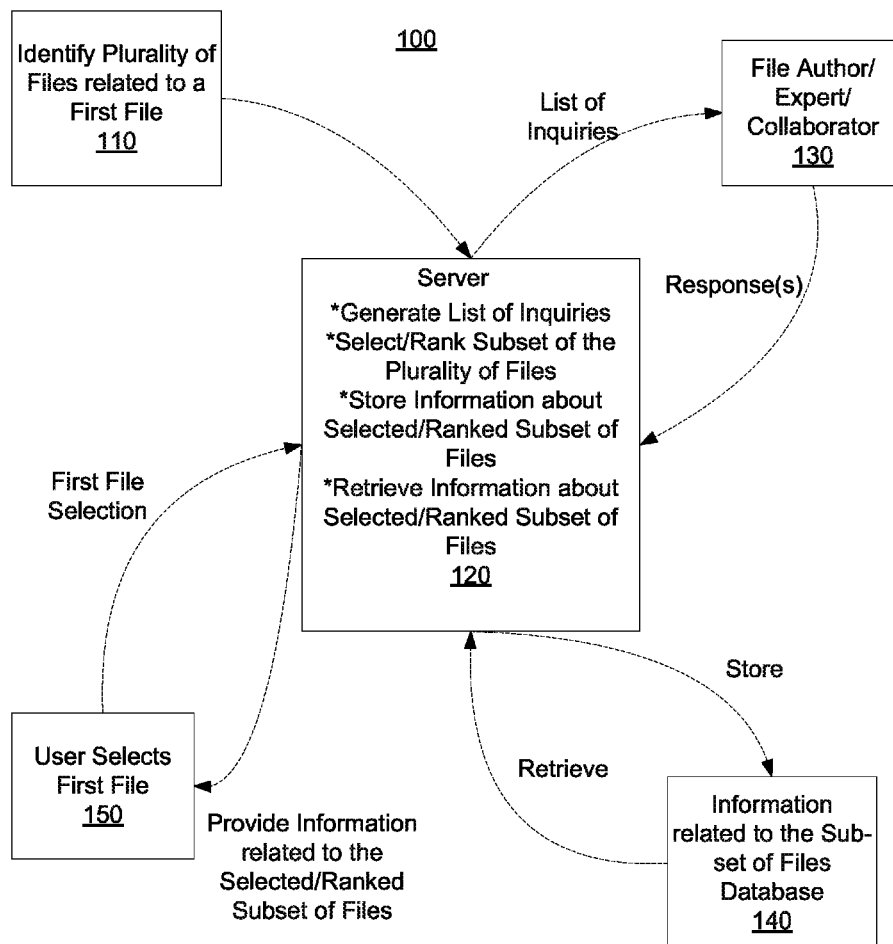 Identify Plurality of
Files related to a
First File
110
100
File Author/
Expert/
Collaborator
130
List of
Inquiries
Response(s)
Server
*Generate List of Inquiries
*Select/Rank Subset of the
Plurality of Files
*Store Information about
Selected/Ranked Subset of
Files
*Retrieve Information about
Selected/Ranked Subset of
Files
120
First File
Selection
User Selects
First File
150
Provide Information
related to the
Selected/Ranked
Subset of Files
Store
Retrieve
Information
related to the Sub-
set of Files
Database
140